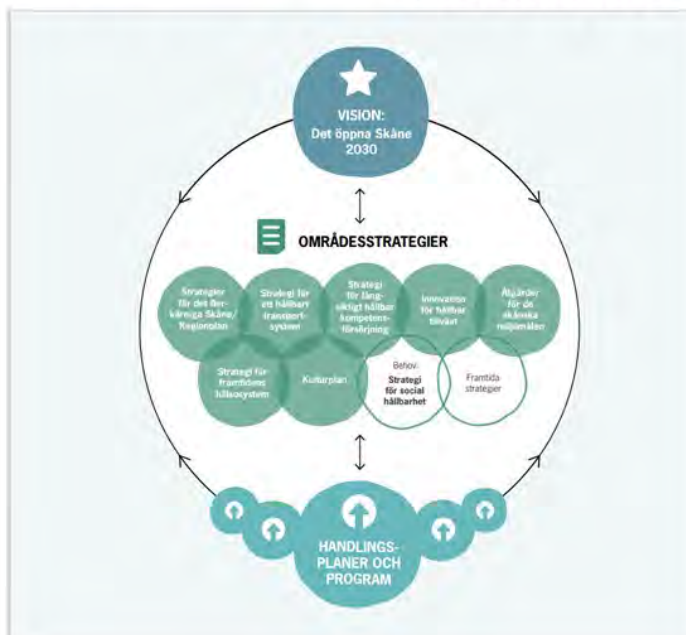 VISION:
Det öppna Skåne
2030
OMRÅDESSTRATEGIER
Strategier
för det fler-
kärniga Skåne/
Regionplan
Strategi för
ett hållbart
transport-
system
Strategi
för lång-
siktigt hållbar
kompetens-
försörjning
Innovation
för hållbar
tillväxt
Åtgärder
för de
skånska
miljömålen
Strategi för
framtidens
hälsosystem
Kulturplan
Behov:
Strategi
för social
hållbarhet
Framtida
strategier
HANDLINGS-
PLANER OCH
PROGRAM